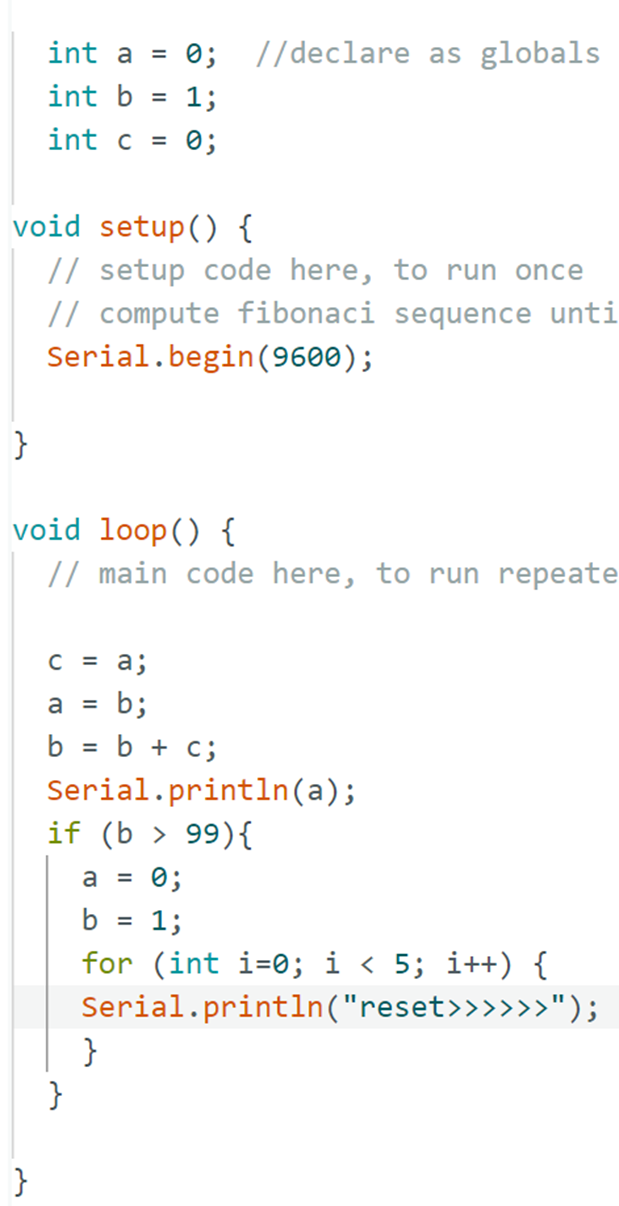 int a = 0;  //declare as globals
int b = 1;
int c = 0;
void setup() {
// setup code here, to run once
// compute fibonaci sequence unti
Serial.begin(9600);
}
void loop() {
// main code here, to run repeate
c = a;
a = b;
b = b + c;
Serial.println(a);
if (b > 99){
a = 0;
b = 1;
for (int i=0; i < 5; i++) {
Serial.println("reset>>>>>>");
}
}
}